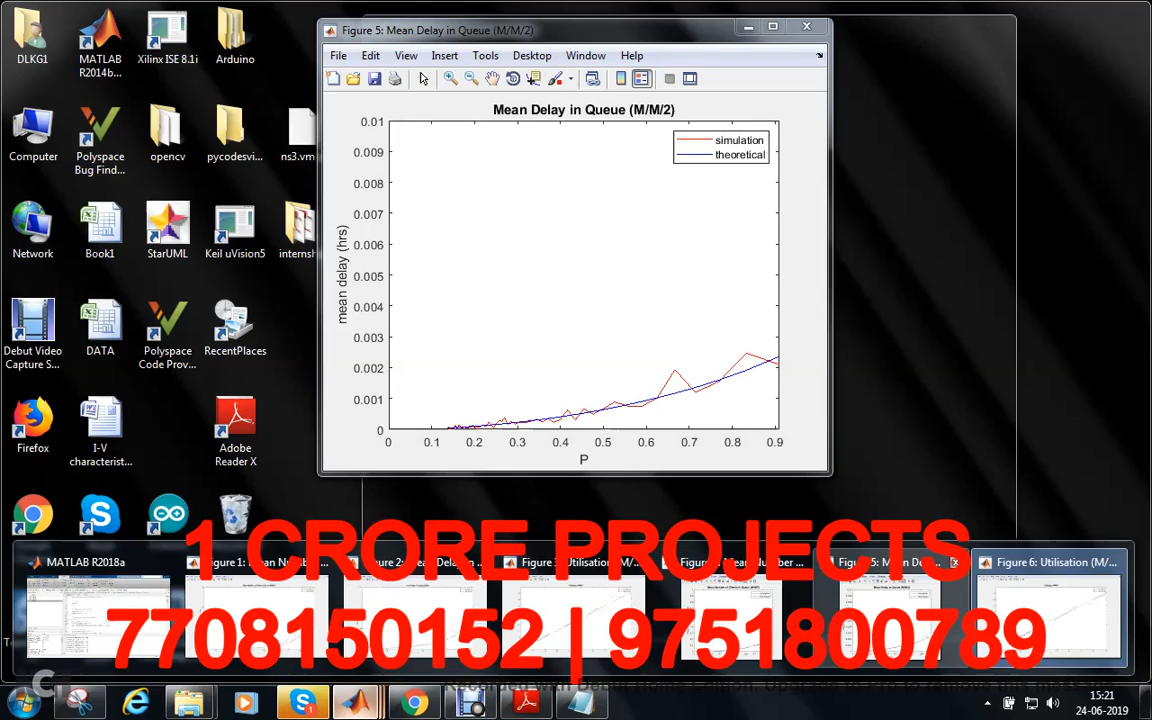 DLKG1
MATLAB
R2014b...
Xilinx ISE 8.1i
Arduino
Computer
Polyspace
Bug Find...
opencv
pycodesvi...
ns3.vm
Network
Book1
StarUML
Keil uVision5
internsh
Debut Video
Capture S...
DATA
Polyspace
Code Prov...
RecentPlaces
Firefox
I-V
characterist...
Adobe
Reader X
Figure 5: Mean Delay in Queue (M/M/2)
File Edit View Insert Tools Desktop Window Help
Mean Delay in Queue (M/M/2)
simulation
theoretical
mean delay (hrs)
0.01
0.009
0.008
0.007
0.006
0.005
0.004
0.003
0.002
0.001
0
0 0.1 0.2 0.3 0.4 0.5 0.6 0.7 0.8 0.9
P
1 CRORE PROJECTS
MATLAB R2018a
Figure 6: Utilisation (M/...
7708150152 | 9751800789
15:21
24-06-2019